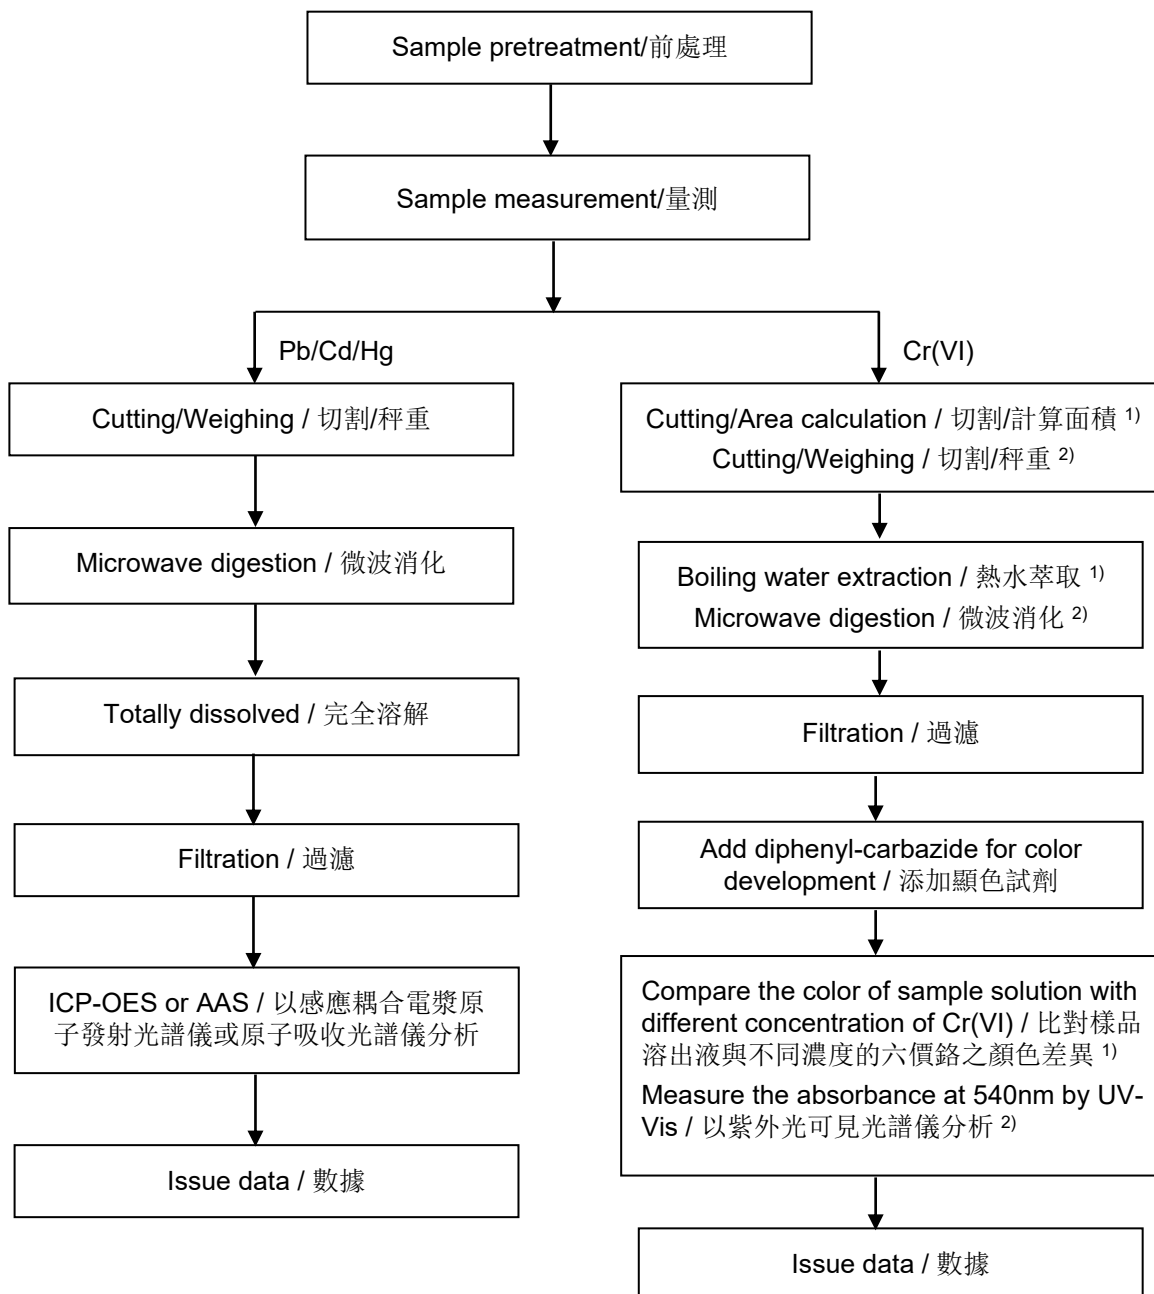 Sample pretreatment/前處理
Sample measurement/量測
Pb/Cd/Hg
Cutting/Weighing / 切割/秤重
Microwave digestion / 微波消化
Totally dissolved / 完全溶解
Filtration / 過濾
ICP-OES or AAS / 以感應耦合電漿原
子發射光譜儀或原子吸收光譜儀分析
Issue data / 數據
Cr(VI)
Cutting/Area calculation / 切割/計算面積 1)
Cutting/Weighing / 切割/秤重 2)
Boiling water extraction / 熱水萃取 1)
Microwave digestion / 微波消化 2)
Filtration / 過濾
Add diphenyl-carbazide for color
development / 添加顯色試劑
Compare the color of sample solution with
different concentration of Cr(VI) / 比對樣品
溶出液與不同濃度的六價鉻之顏色差異 1)
Measure the absorbance at 540nm by UV-
Vis / 以紫外光可見光譜儀分析 2)
Issue data / 數據